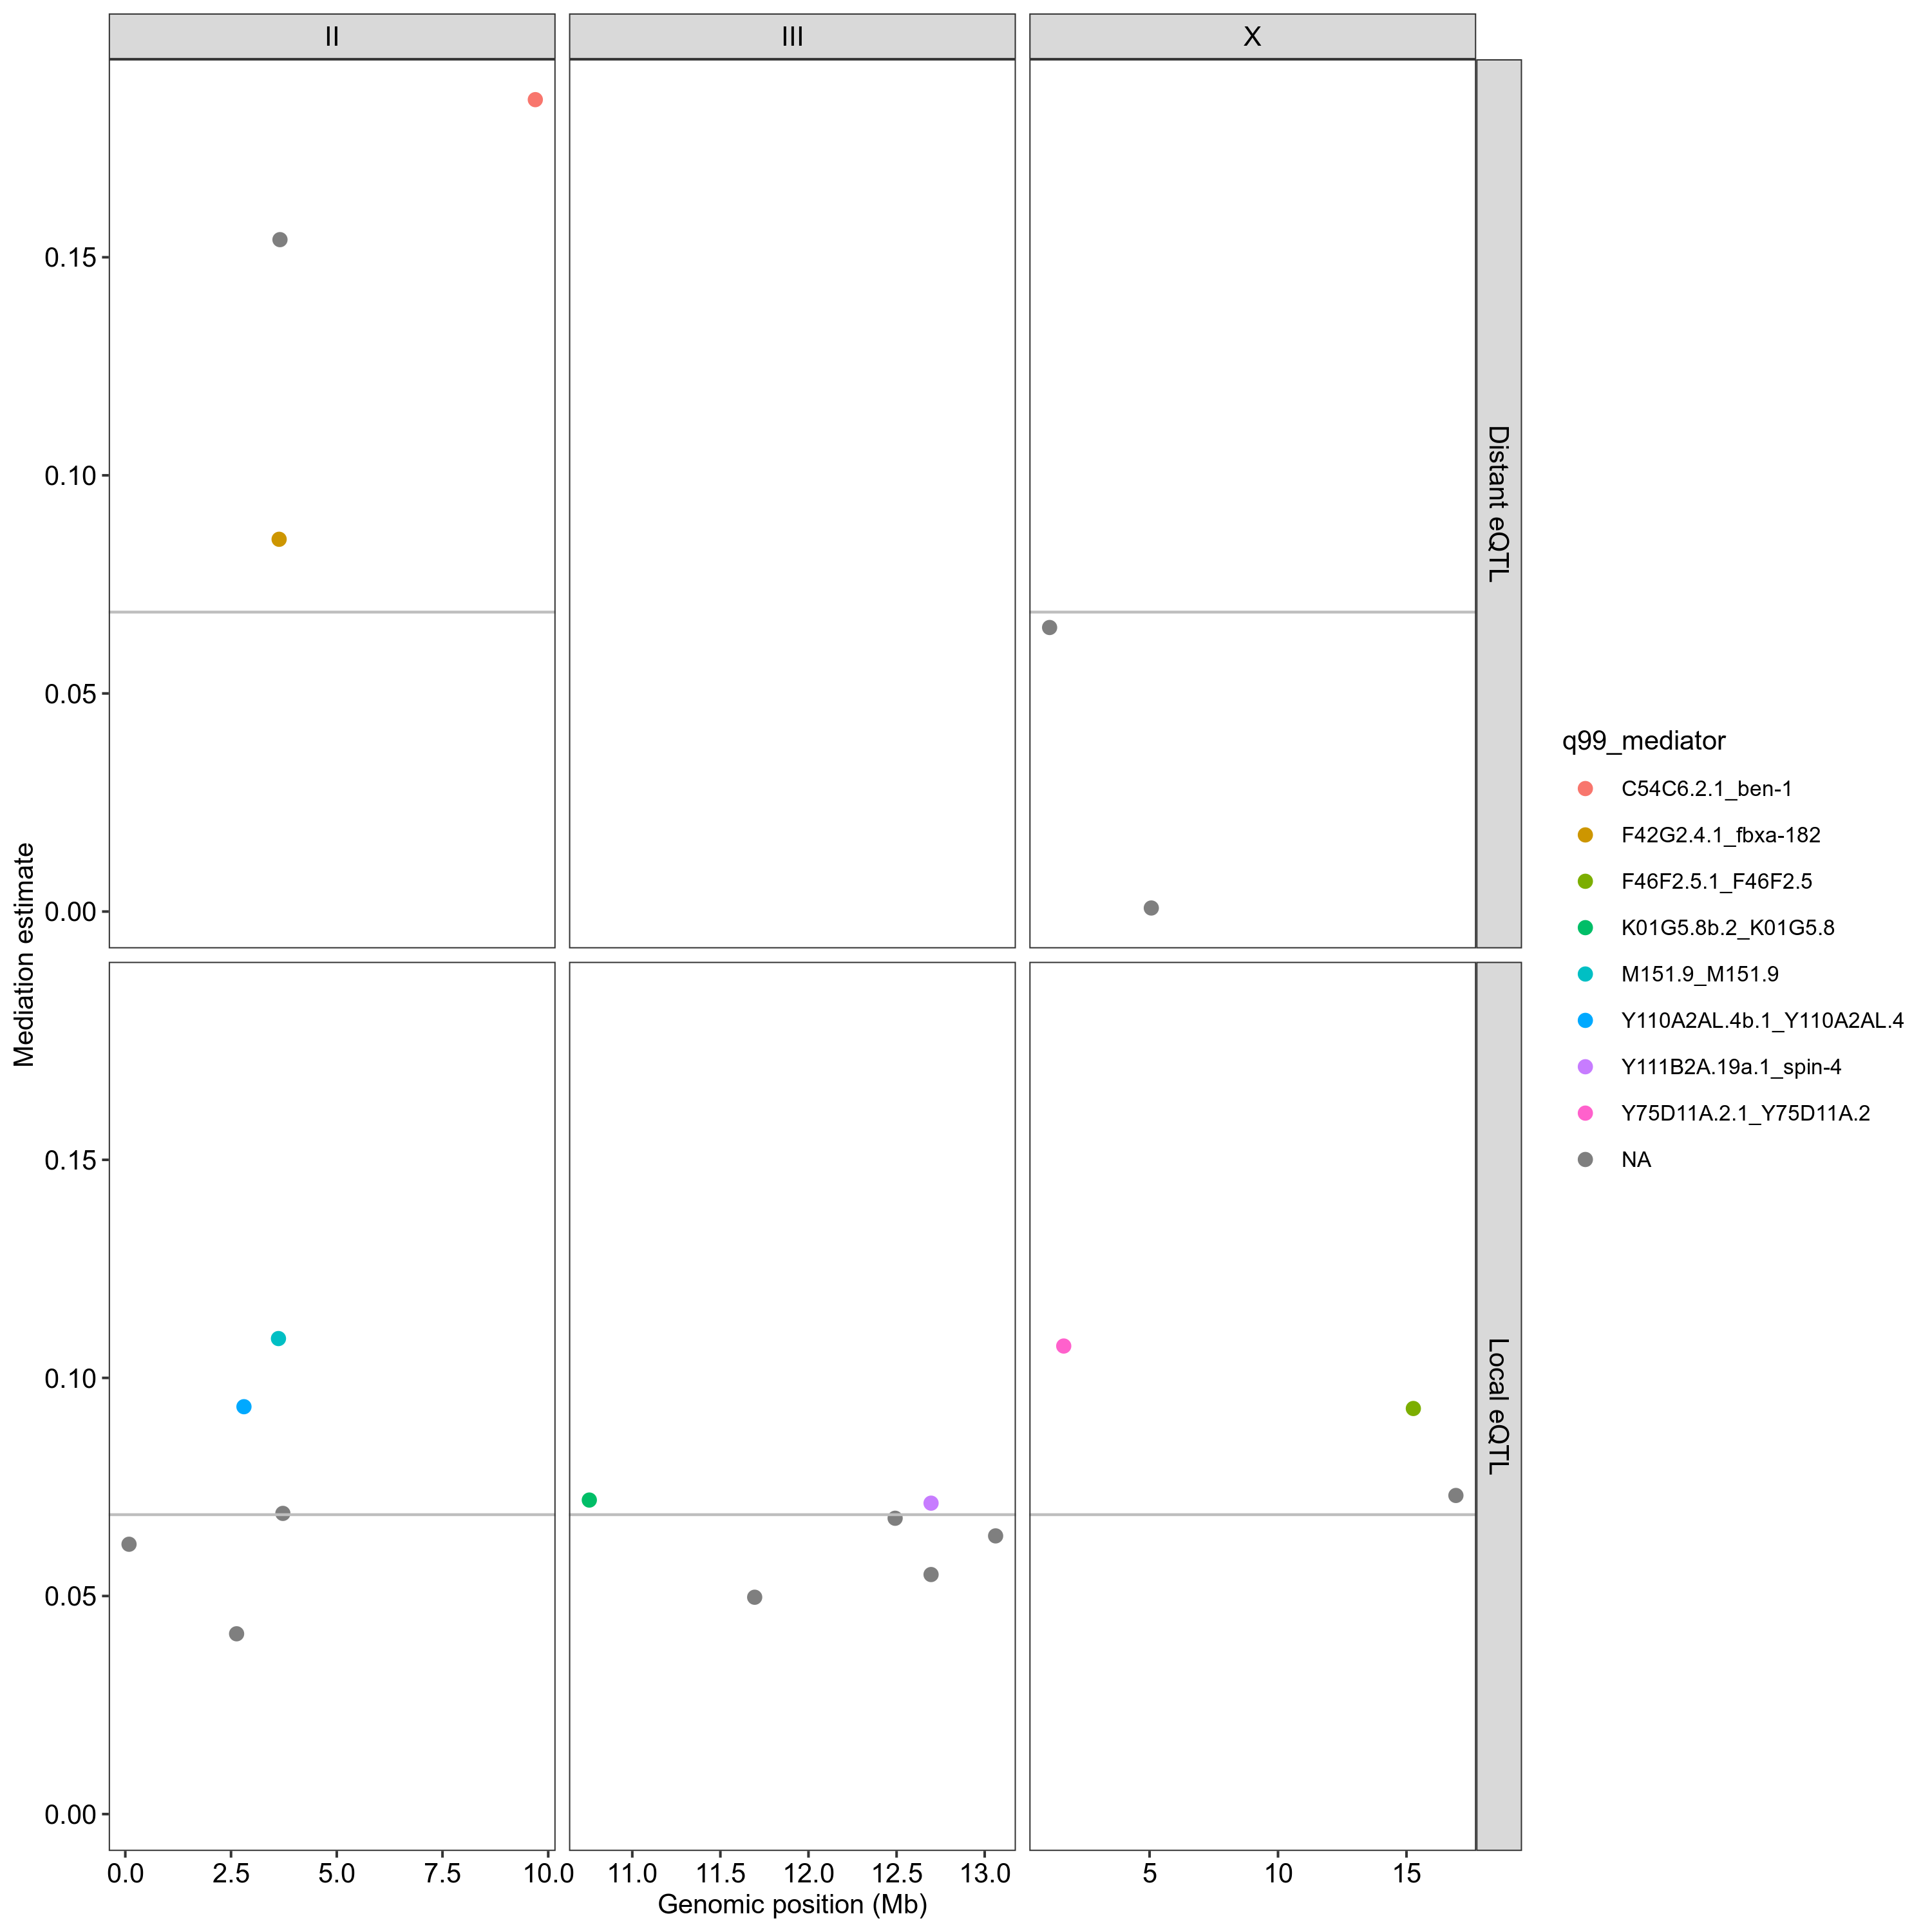 II
III
X
Distant eQTL
0.15
0.10
0.05
0.00
Local eQTL
0.15
0.10
0.05
0.00
Mediation estimate
0.0 2.5 5.0 7.5 10.0
11.0 11.5 12.0 12.5 13.0
5 10 15
Genomic position (Mb)
q99_mediator
C54C6.2.1_ben-1
F42G2.4.1_fbxa-182
F46F2.5.1_F46F2.5
K01G5.8b.2_K01G5.8
M151.9_M151.9
Y110A2AL.4b.1_Y110A2AL.4
Y111B2A.19a.1_spin-4
Y75D11A.2.1_Y75D11A.2
NA